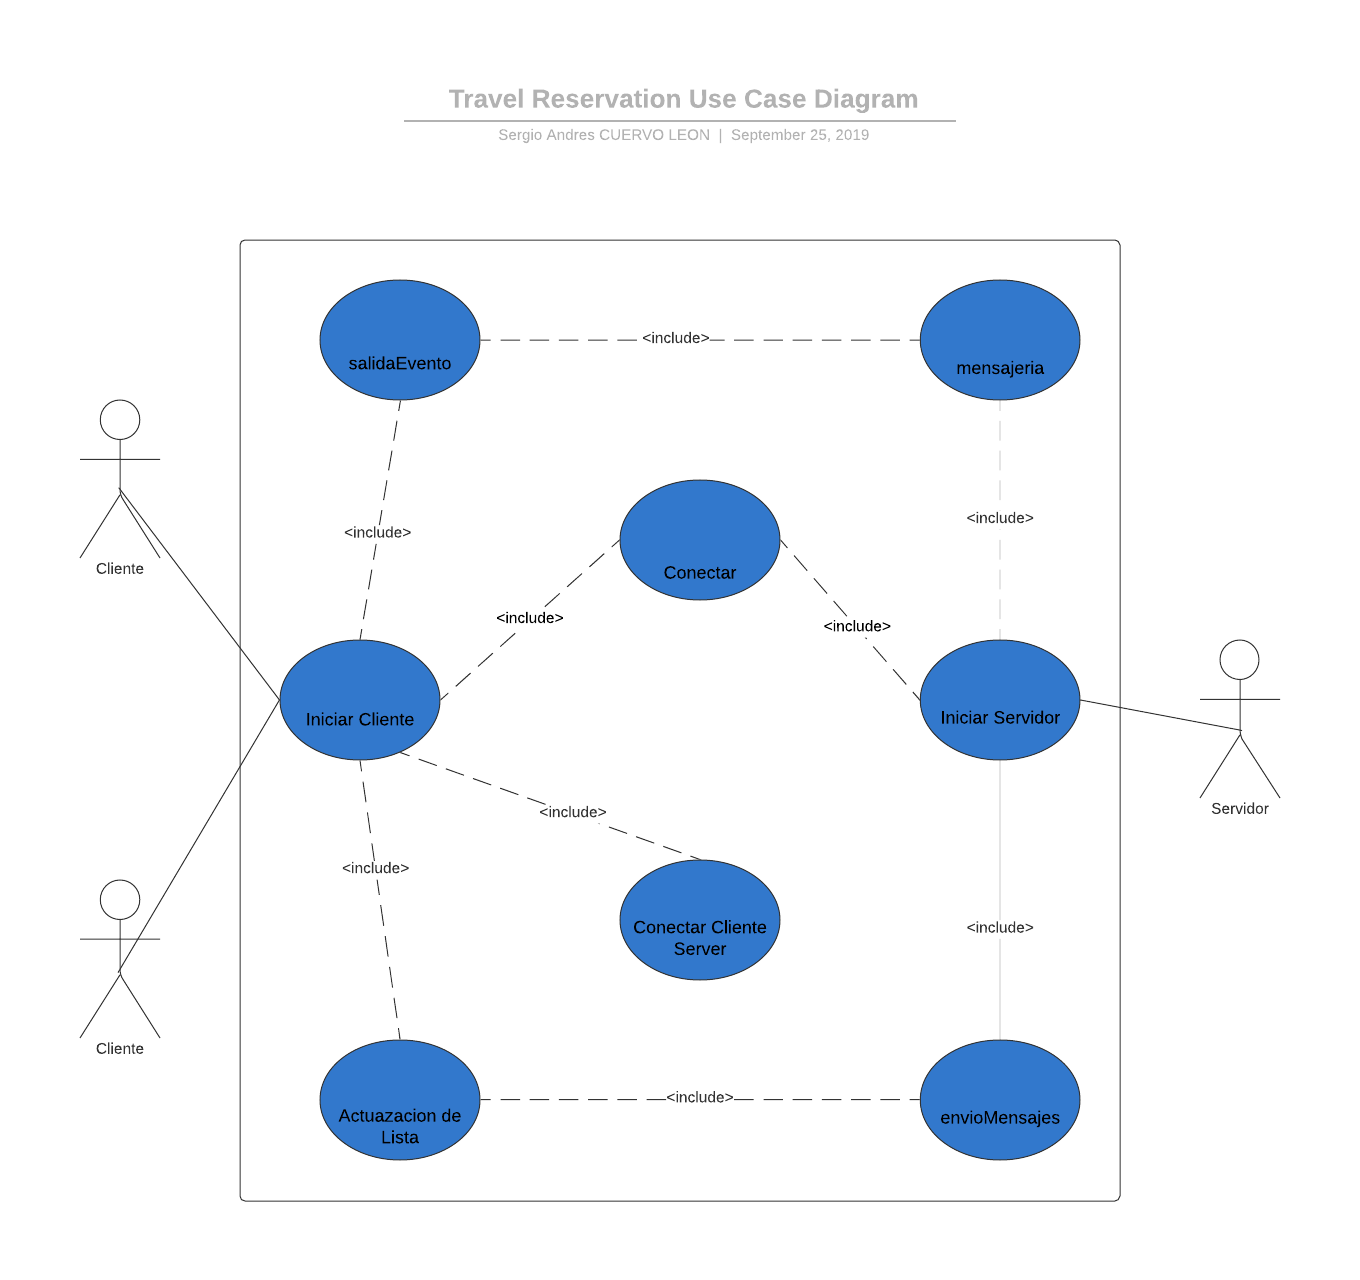 Travel Reservation Use Case Diagram
Sergio Andres CUERVO LEON | September 25, 2019
<include>
salidaEvento
mensajeria
<include>
<include>
Cliente
Conectar
<include>
<include>
Iniciar Cliente
Iniciar Servidor
Servidor
<include>
<include>
Conectar Cliente
Server
<include>
Cliente
<include>
Actuazacion de
Lista
envioMensajes